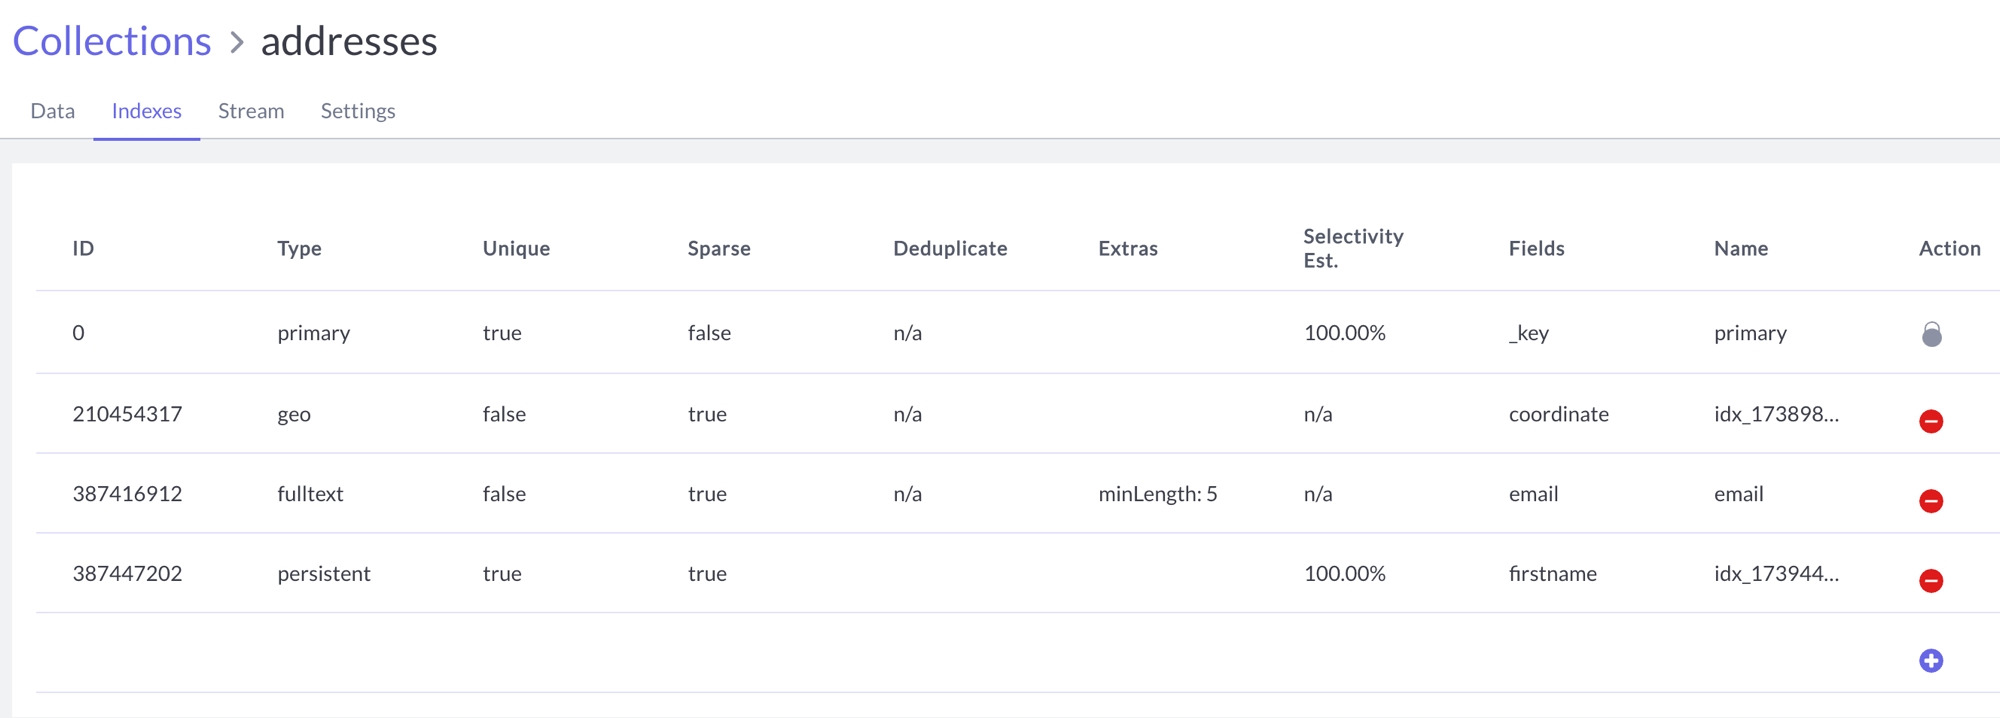 Collections > addresses
Data Indexes Stream Settings
ID Type Unique Sparse Deduplicate Extras Selectivity Est. Fields Name Action
0 primary true false n/a 100.00% _key primary
210454317 geo false true n/a n/a coordinate idx_173898...
387416912 fulltext false true n/a minLength: 5 n/a email email
387447202 persistent true true 100.00% firstname idx_173944...